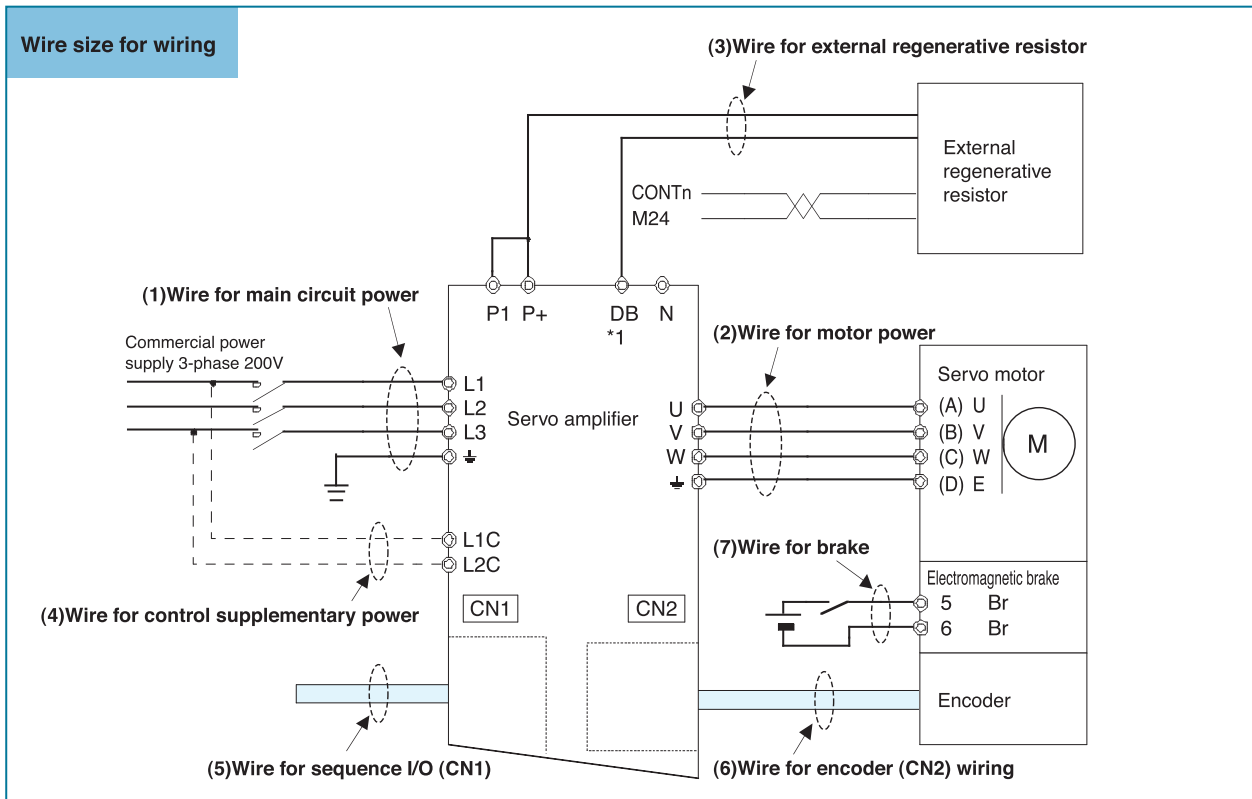 Wire size for wiring
(3)Wire for external regenerative resistor
External
regenerative
resistor
CONTn
M24
(1)Wire for main circuit power
P1 P+ DB N
*1
(2)Wire for motor power
Commercial power
supply 3-phase 200V
Servo motor
L1
L2
L3
Servo amplifier
U
V
W
(A) U
(B) V
(C) W
(D) E
M
L1C
L2C
(7)Wire for brake
Electromagnetic brake
5 Br
6 Br
(4)Wire for control supplementary power
CN1
CN2
Encoder
(5)Wire for sequence I/O (CN1)
(6)Wire for encoder (CN2) wiring